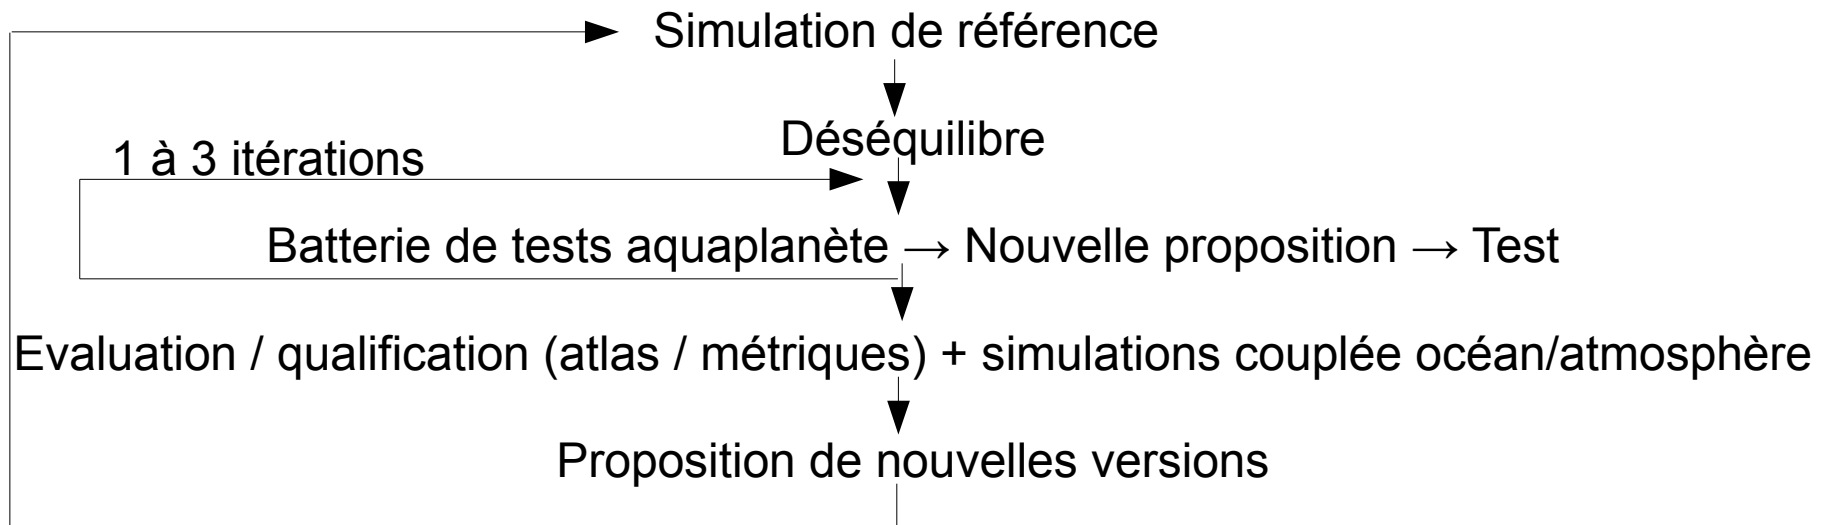 Simulation de référence
Déséquilibre
1 à 3 itérations
Batterie de tests aquaplanète → Nouvelle proposition → Test
Evaluation / qualification (atlas / métriques) + simulations couplée océan/atmosphère
Proposition de nouvelles versions